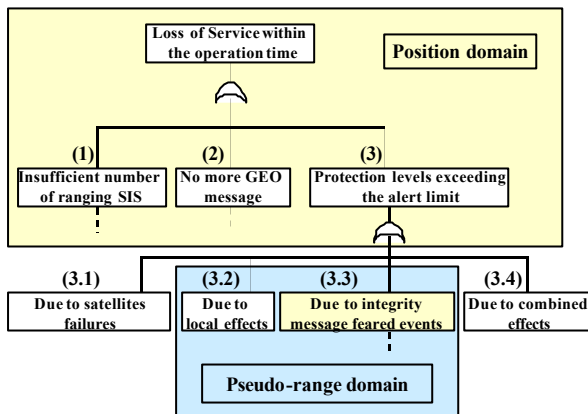 Loss of Service within
the operation time
Position domain
(1)
(2)
(3)
Insufficient number
of ranging SIS
No more GEO
message
Protection levels exceeding
the alert limit
(3.1)
(3.2)
(3.3)
(3.4)
Due to satellites
failures
Due to
local effects
Due to integrity
message feared events
Due to combined
effects
Pseudo-range domain